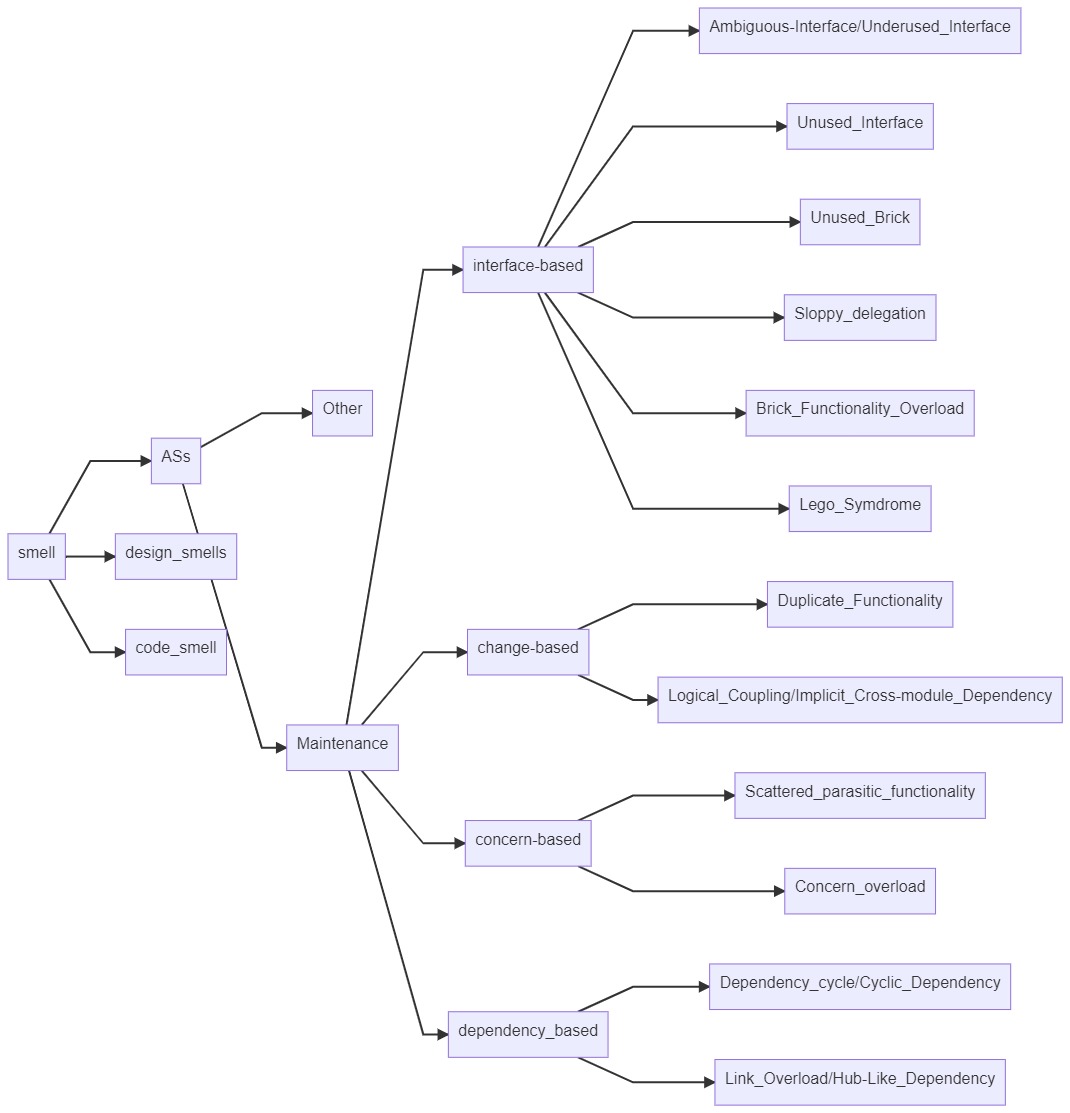 Ambiguous-Interface/Underused_Interface
Unused_Interface
Unused_Brick
interface-based
Sloppy_delegation
Other
Brick_Functionality_Overload
ASs
Lego_Symdrome
smell
design_smells
Duplicate_Functionality
code_smell
change-based
Logical_Coupling/Implicit_Cross-module_Dependency
Maintenance
Scattered_parasitic_functionality
concern-based
Concern_overload
Dependency_cycle/Cyclic_Dependency
dependency_based
Link_Overload/Hub-Like_Dependency